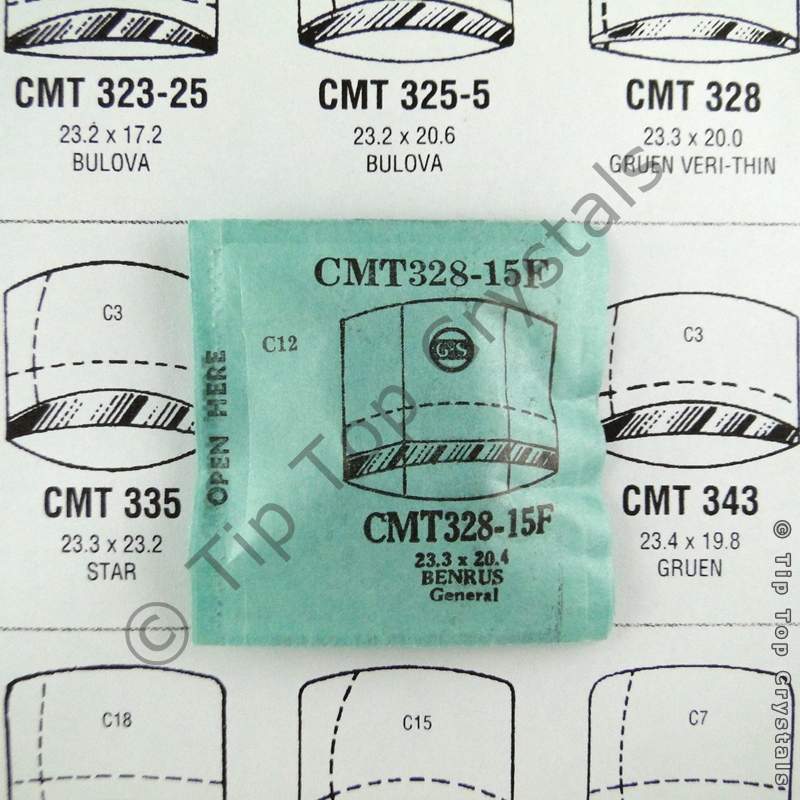 CMT 323-25
23.2 x 17.2
BULOVA
CMT 325-5
23.2 x 20.6
BULOVA
CMT 328
23.3 x 20.0
GRUEN VERI-THIN
C3
CMT 335
23.3 x 23.2
STAR
OPEN HERE
CMT328-15F
C12
G-S
CMT328-15F
23.3 x 20.4
BENRUS
General
C3
CMT 343
23.4 x 19.8
GRUEN
C18
C15
C7
© Tip Top Crystals
© Tip Top Crystals